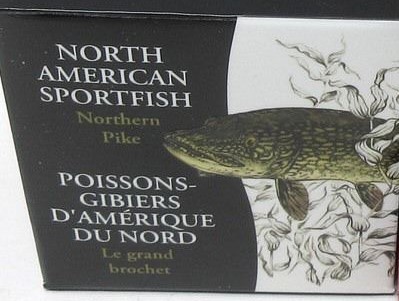 NORTH
AMERICAN
SPORTFISH
Northern
Pike
POISSONS-
GIBIERS
D'AMÉRIQUE
DU NORD
Le grand
brochet